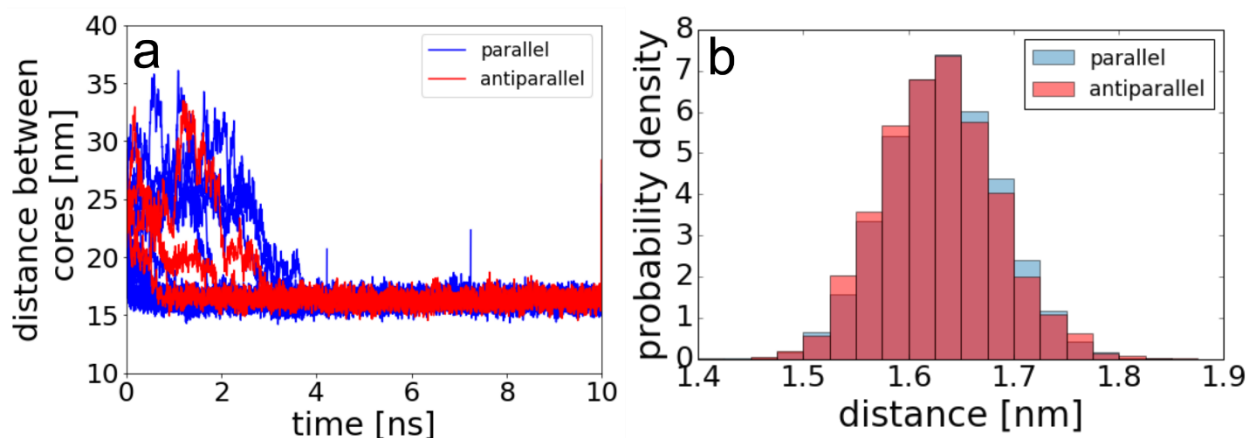 a
distance between
cores [nm]
40
35
30
25
20
15
10
parallel
antiparallel
0
2
4
6
8
10
time [ns]
b
probability density
8
7
6
5
4
3
2
1
0
parallel
antiparallel
1.4
1.5
1.6
1.7
1.8
1.9
distance [nm]